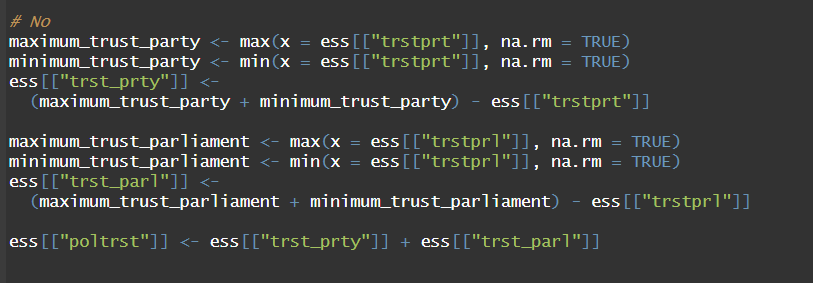 # No
maximum_trust_party <- max(x = ess[["trstprt"]], na.rm = TRUE)
minimum_trust_party <- min(x = ess[["trstprt"]], na.rm = TRUE)
ess[["trst_prty"]] <-
  (maximum_trust_party + minimum_trust_party) - ess[["trstprt"]]
maximum_trust_parliament <- max(x = ess[["trstprl"]], na.rm = TRUE)
minimum_trust_parliament <- min(x = ess[["trstprl"]], na.rm = TRUE)
ess[["trst_parl"]] <-
  (maximum_trust_parliament + minimum_trust_parliament) - ess[["trstprl"]]
ess[["poltrst"]] <- ess[["trst_prty"]] + ess[["trst_parl"]]